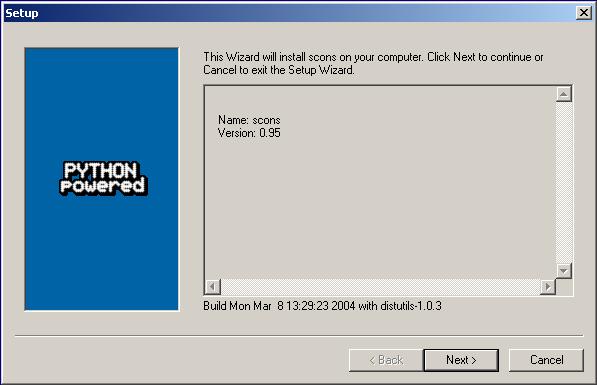 Setup
This Wizard will install scons on your computer. Click Next to continue or
Cancel to exit the Setup Wizard.
Name: scons
Version: 0.95
PYTHON
powered
Build Mon Mar  8 13:29:23 2004 with distutils-1.0.3
< Back
Next >
Cancel